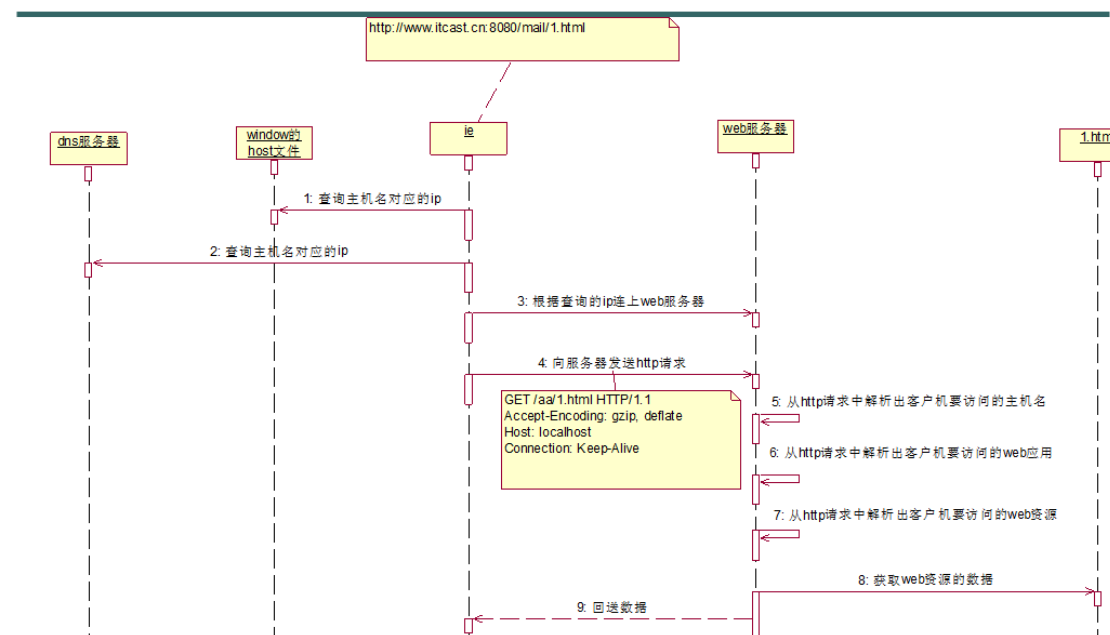 http://www.itcast.cn:8080/mail/1.html
dns服务器
window的
host文件
ie
web服务器
1.htm
1: 查询主机名对应的ip
2: 查询主机名对应的ip
3: 根据查询的ip连上web服务器
4: 向服务器发送http请求
GET /aa/1.html HTTP/1.1
Accept-Encoding: gzip, deflate
Host: localhost
Connection: Keep-Alive
5: 从http请求中解析出客户机要访问的主机名
6: 从http请求中解析出客户机要访问的web应用
7: 从http请求中解析出客户机要访问的web资源
8: 获取web资源的数据
9: 回送数据